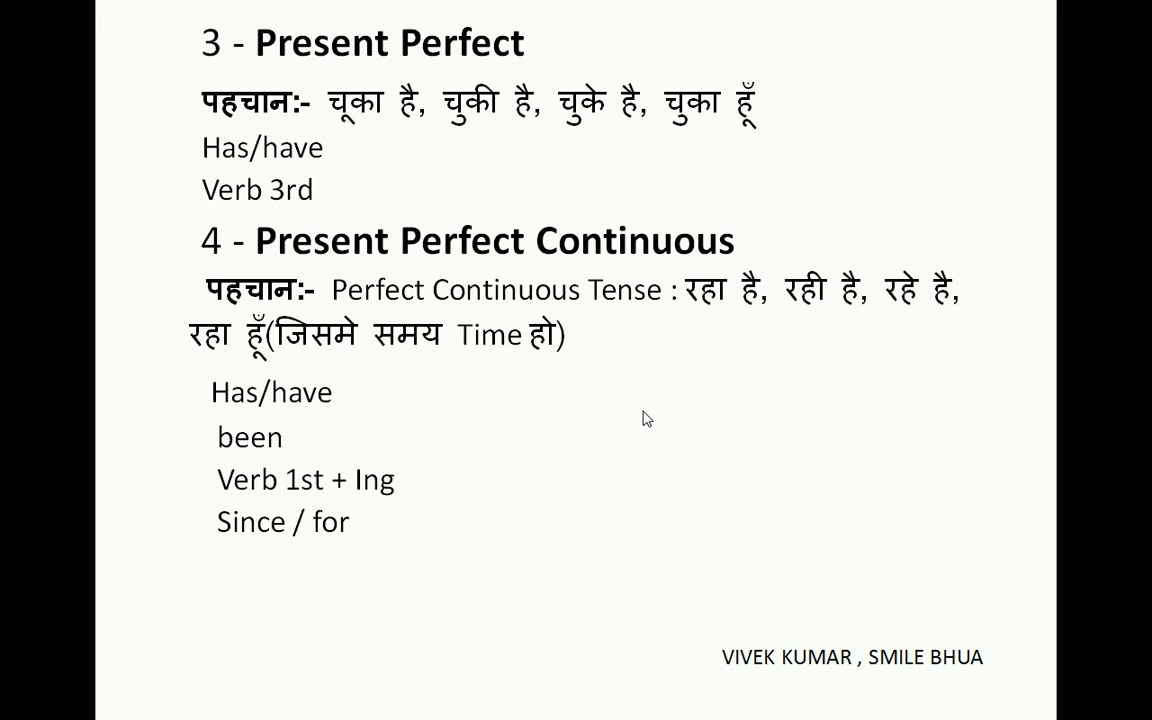 3 - Present Perfect
पहचान:- चूका है, चुकी है, चुके है, चुका हूँ
Has/have
Verb 3rd
4 - Present Perfect Continuous
पहचान:- Perfect Continuous Tense : रहा है, रही है, रहे है,
रहा हूँ(जिसमे समय Time हो)
Has/have
been
Verb 1st + Ing
Since / for
VIVEK KUMAR , SMILE BHUA